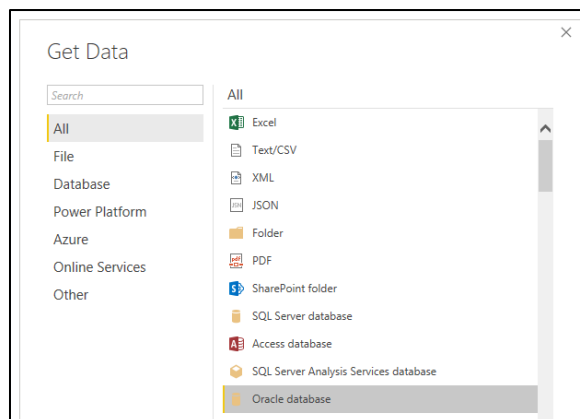 Get Data
Search
All
File
Database
Power Platform
Azure
Online Services
Other
All
Excel
Text/CSV
XML
JSON
Folder
PDF
SharePoint folder
SQL Server database
Access database
SQL Server Analysis Services database
Oracle database